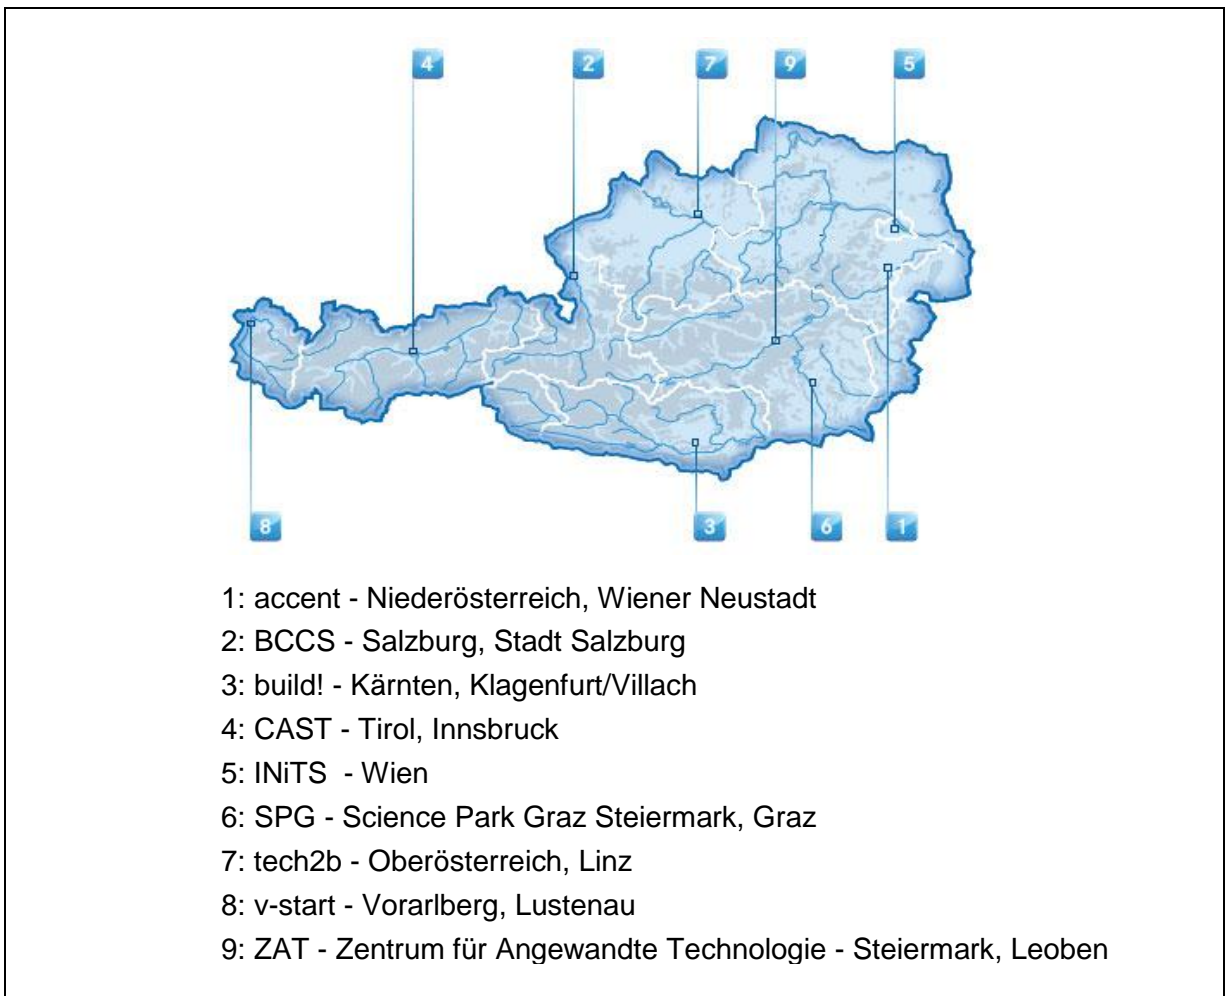 4 2 7 9 5
8 3 6 1
1: accent - Niederösterreich, Wiener Neustadt
2: BCCS - Salzburg, Stadt Salzburg
3: build! - Kärnten, Klagenfurt/Villach
4: CAST - Tirol, Innsbruck
5: INiTS - Wien
6: SPG - Science Park Graz Steiermark, Graz
7: tech2b - Oberösterreich, Linz
8: v-start - Vorarlberg, Lustenau
9: ZAT - Zentrum für Angewandte Technologie - Steiermark, Leoben